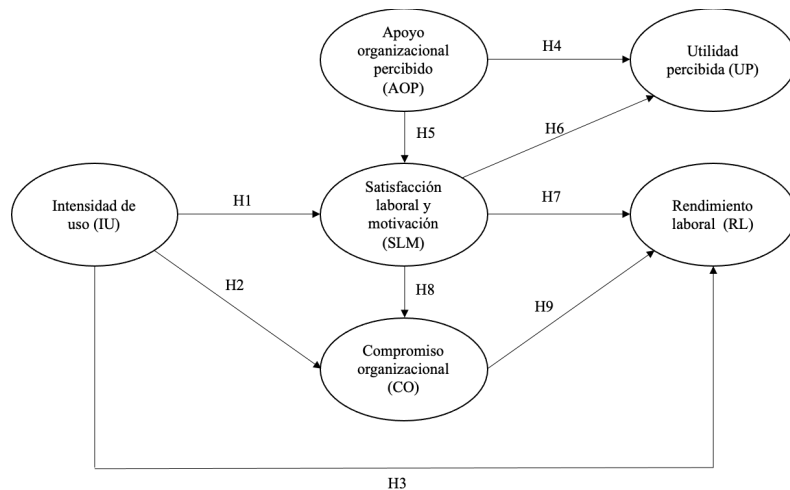 Apoyo
organizacional
percibido
(AOP)
H4
Utilidad
percibida (UP)
H5
H6
Intensidad de
uso (IU)
H1
Satisfacción
laboral y
motivación
(SLM)
H7
Rendimiento
laboral (RL)
H2
H8
H9
Compromiso
organizacional
(CO)
H3